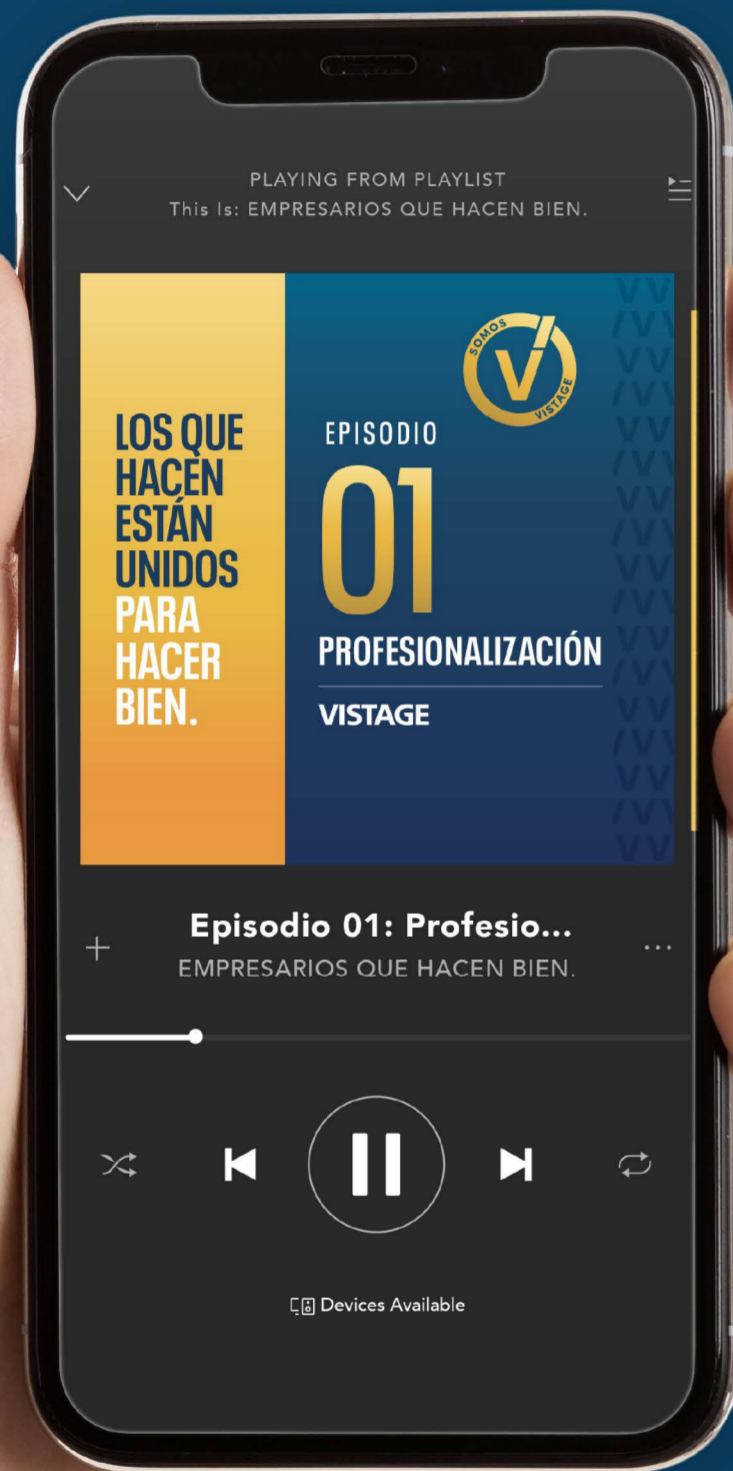 PLAYING FROM PLAYLIST
This Is: EMPRESARIOS QUE HACEN BIEN.
LOS QUE
HACEN
ESTÁN
UNIDOS
PARA
HACER
BIEN.
SOMOS
V
VISTAGE
EPISODIO
01
PROFESIONALIZACIÓN
VISTAGE
Episodio 01: Profesio...
EMPRESARIOS QUE HACEN BIEN.
Devices Available